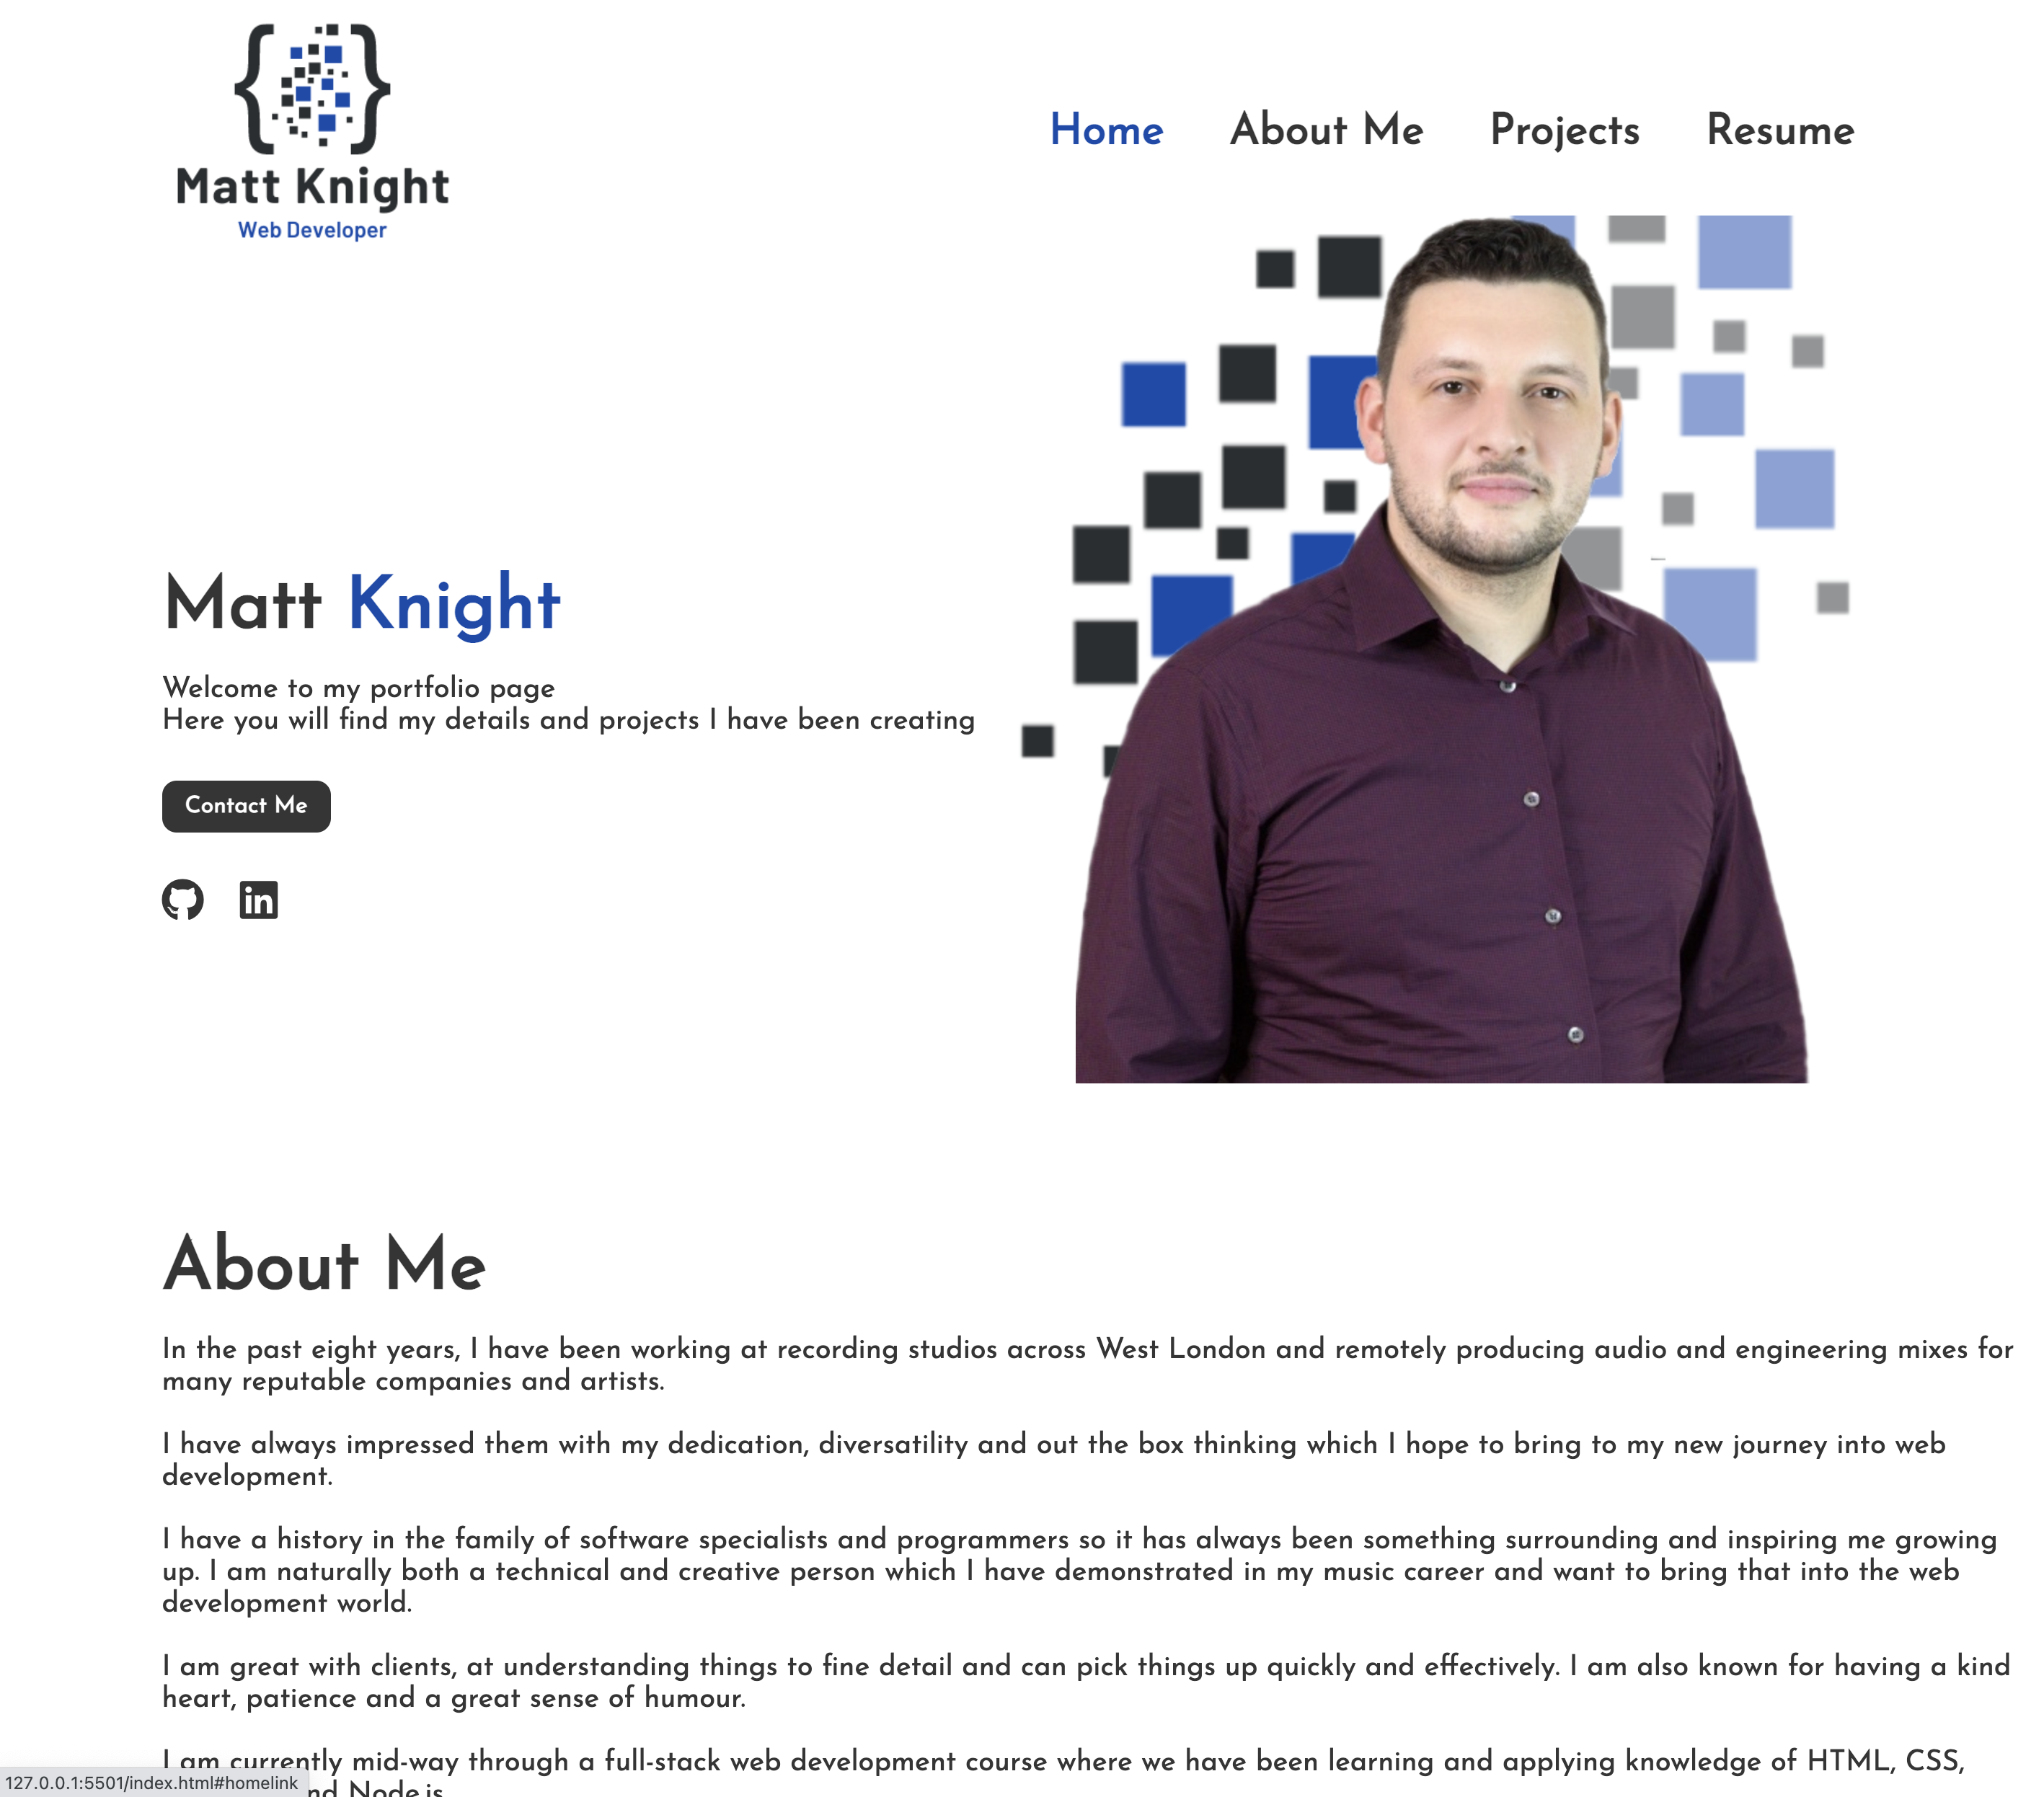 Matt Knight
Web Developer
Home About Me Projects Resume
Matt Knight
Welcome to my portfolio page
Here you will find my details and projects I have been creating
Contact Me
in
About Me
In the past eight years, I have been working at recording studios across West London and remotely producing audio and engineering mixes for
many reputable companies and artists.
I have always impressed them with my dedication, diversatility and out the box thinking which I hope to bring to my new journey into web
development.
I have a history in the family of software specialists and programmers so it has always been something surrounding and inspiring me growing
up. I am naturally both a technical and creative person which I have demonstrated in my music career and want to bring that into the web
development world.
I am great with clients, at understanding things to fine detail and can pick things up quickly and effectively. I am also known for having a kind
heart, patience and a great sense of humour.
I am currently mid-way through a full-stack web development course where we have been learning and applying knowledge of HTML, CSS,
Node.js
127.0.0.1:5501/index.html#homelink